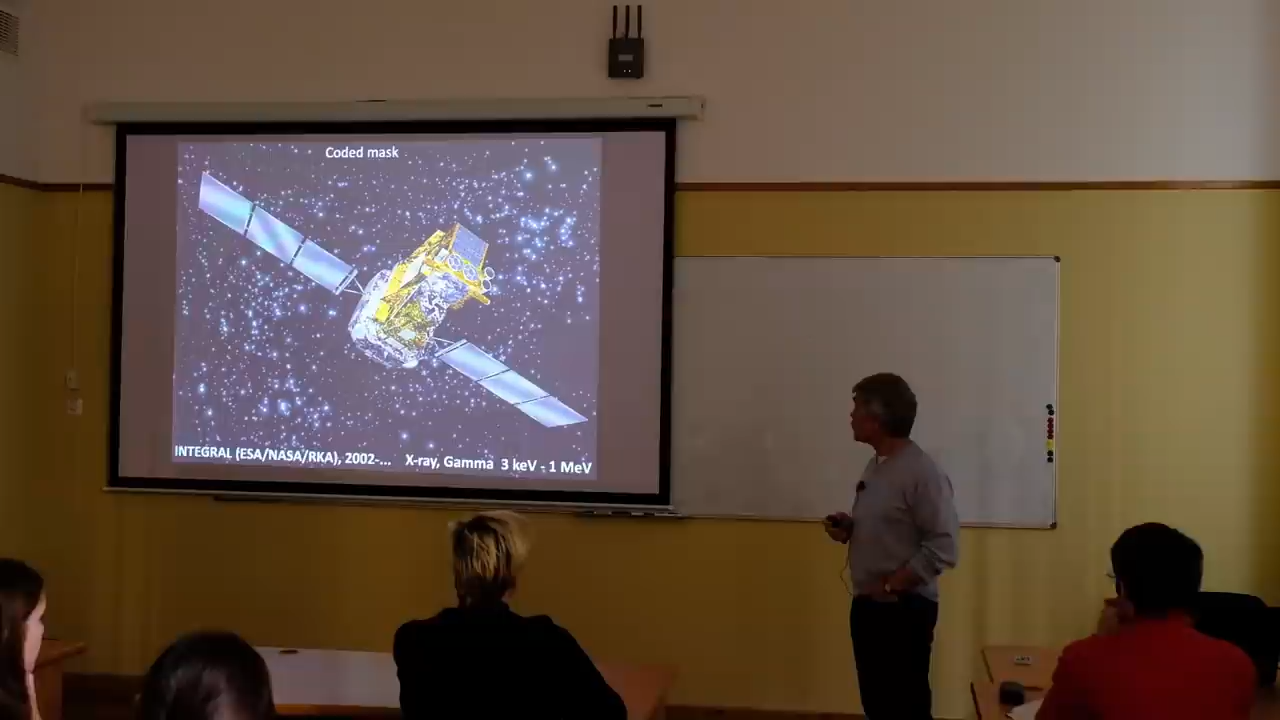 Coded mask
INTEGRAL (ESA/NASA/RKA), 2002-... X-ray, Gamma 3 keV - 1 MeV